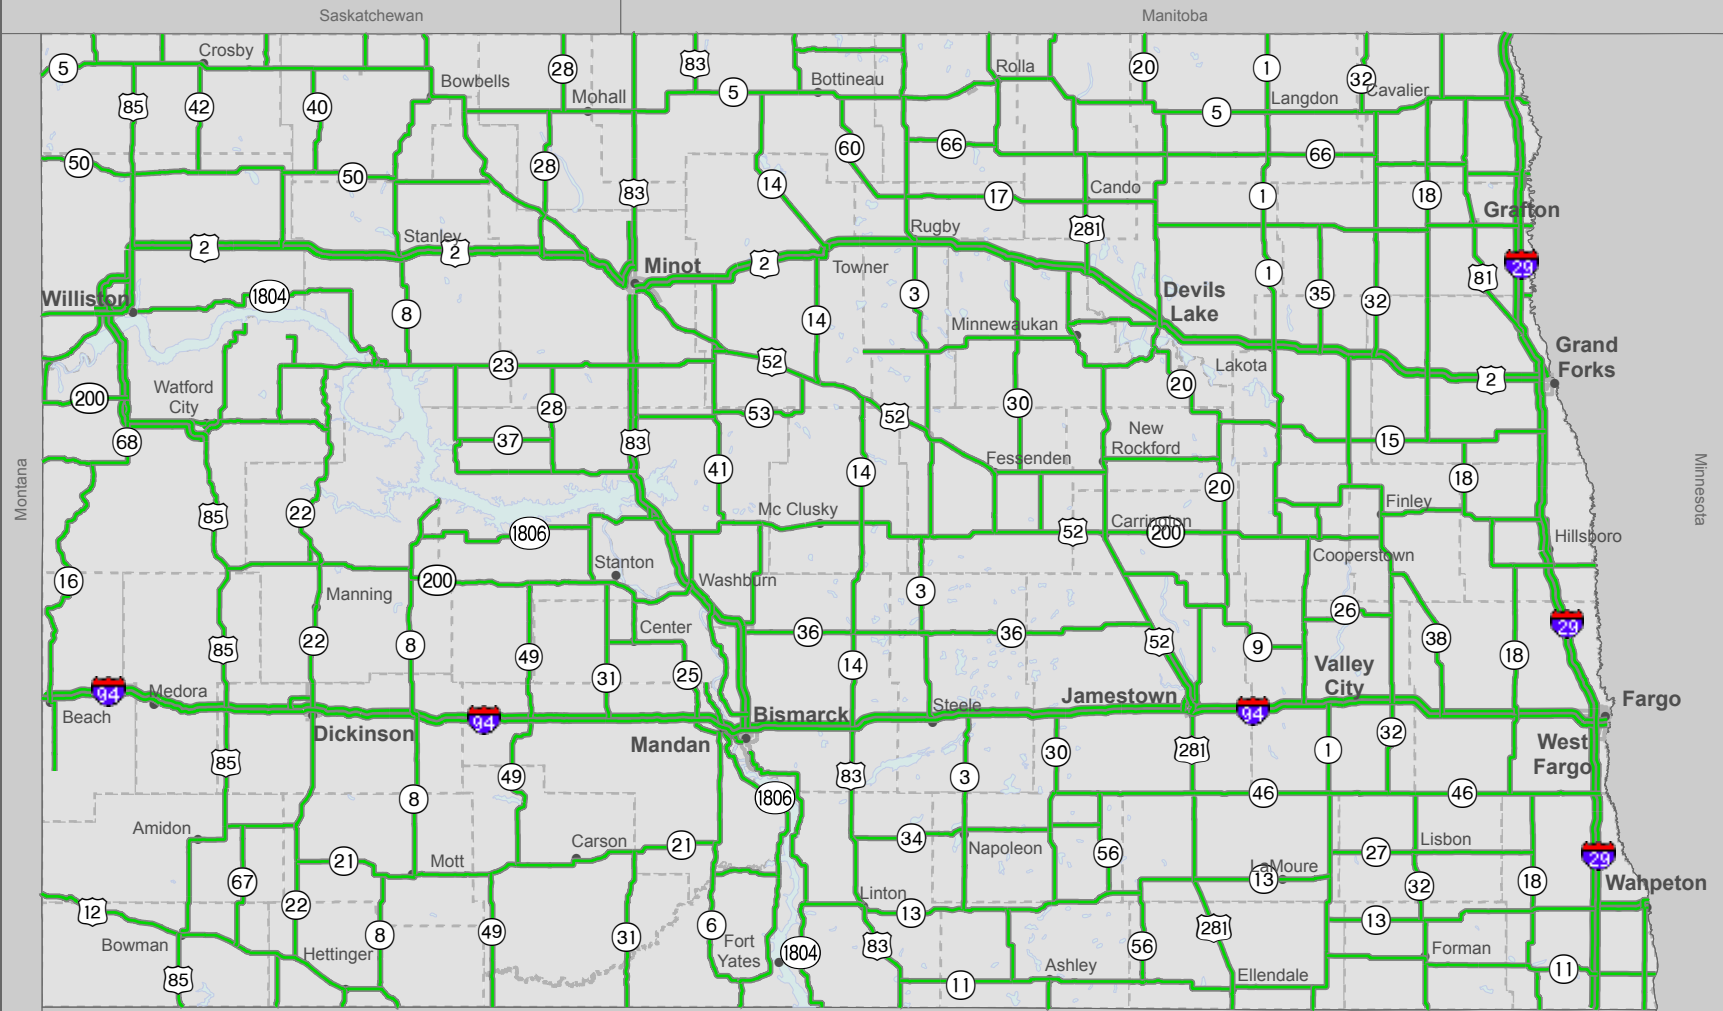 Saskatchewan
Manitoba
Crosby
5
85
42
40
Bowbells
28
Mohall
83
5
Bottineau
Rolla
20
1
32
Cavalier
Langdon
5
50
50
28
83
14
60
66
17
66
Cando
1
18
Grafton
2
Stanley
2
Minot
2
Towner
Rugby
281
1
81
29
Williston
1804
8
14
3
Devils
Lake
35
32
Minnewaukan
Grand
Forks
23
52
Lakota
2
200
Watford
City
28
53
52
30
20
68
37
83
New
Rockford
15
Montana
41
14
Fessenden
20
18
Minnesota
85
22
1806
Mc Clusky
52
Carrington
200
Finley
Hillsboro
Cooperstown
16
200
Stanton
Washburn
3
Manning
26
29
85
22
8
49
31
Center
25
36
14
36
52
9
38
18
Valley
City
94
Medora
Beach
Dickinson
94
Mandan
Bismarck
Steele
Jamestown
94
Fargo
West
Fargo
85
49
8
1806
83
3
30
281
1
32
46
46
Amidon
21
Mott
Carson
21
34
Napoleon
56
LaMoure
13
27
Lisbon
29
67
22
12
Bowman
85
Hettinger
8
49
31
6
Fort
Yates
1804
Linton
13
83
32
18
Wahpeton
13
56
281
Forman
11
Ashley
11
Ellendale